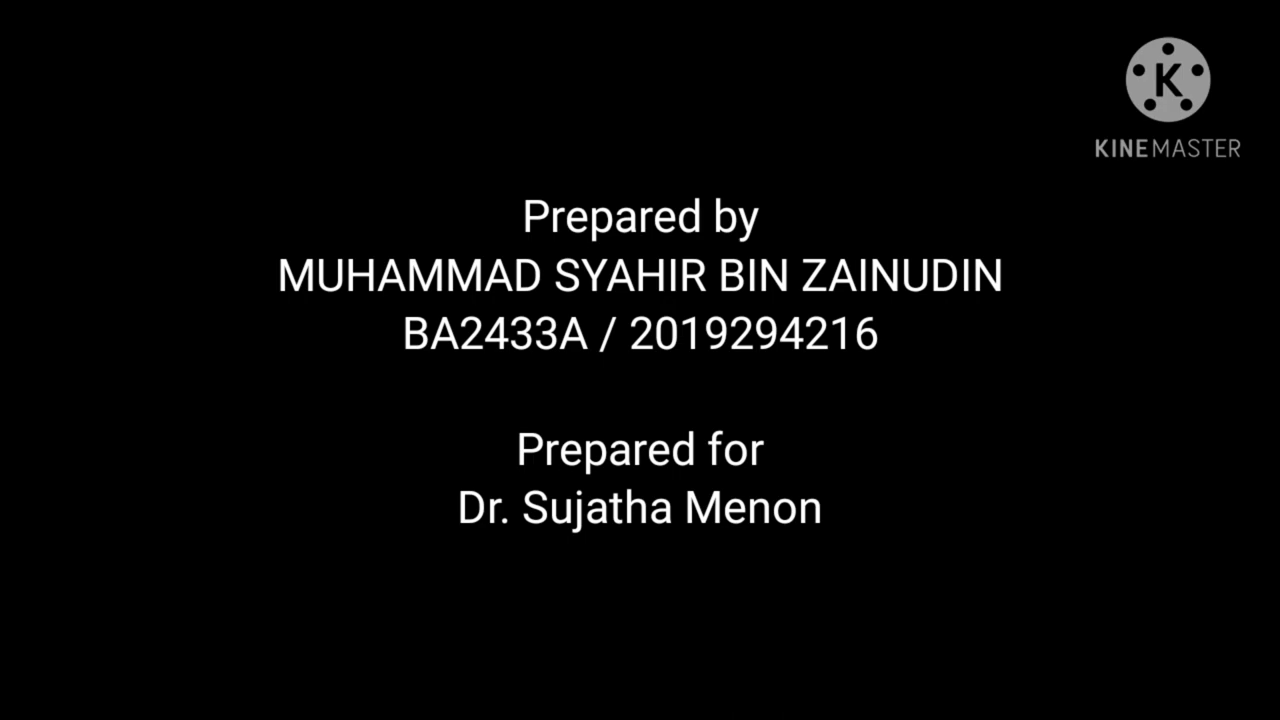 K
KINEMASTER
Prepared by
MUHAMMAD SYAHIR BIN ZAINUDIN
BA2433A / 2019294216
Prepared for
Dr. Sujatha Menon